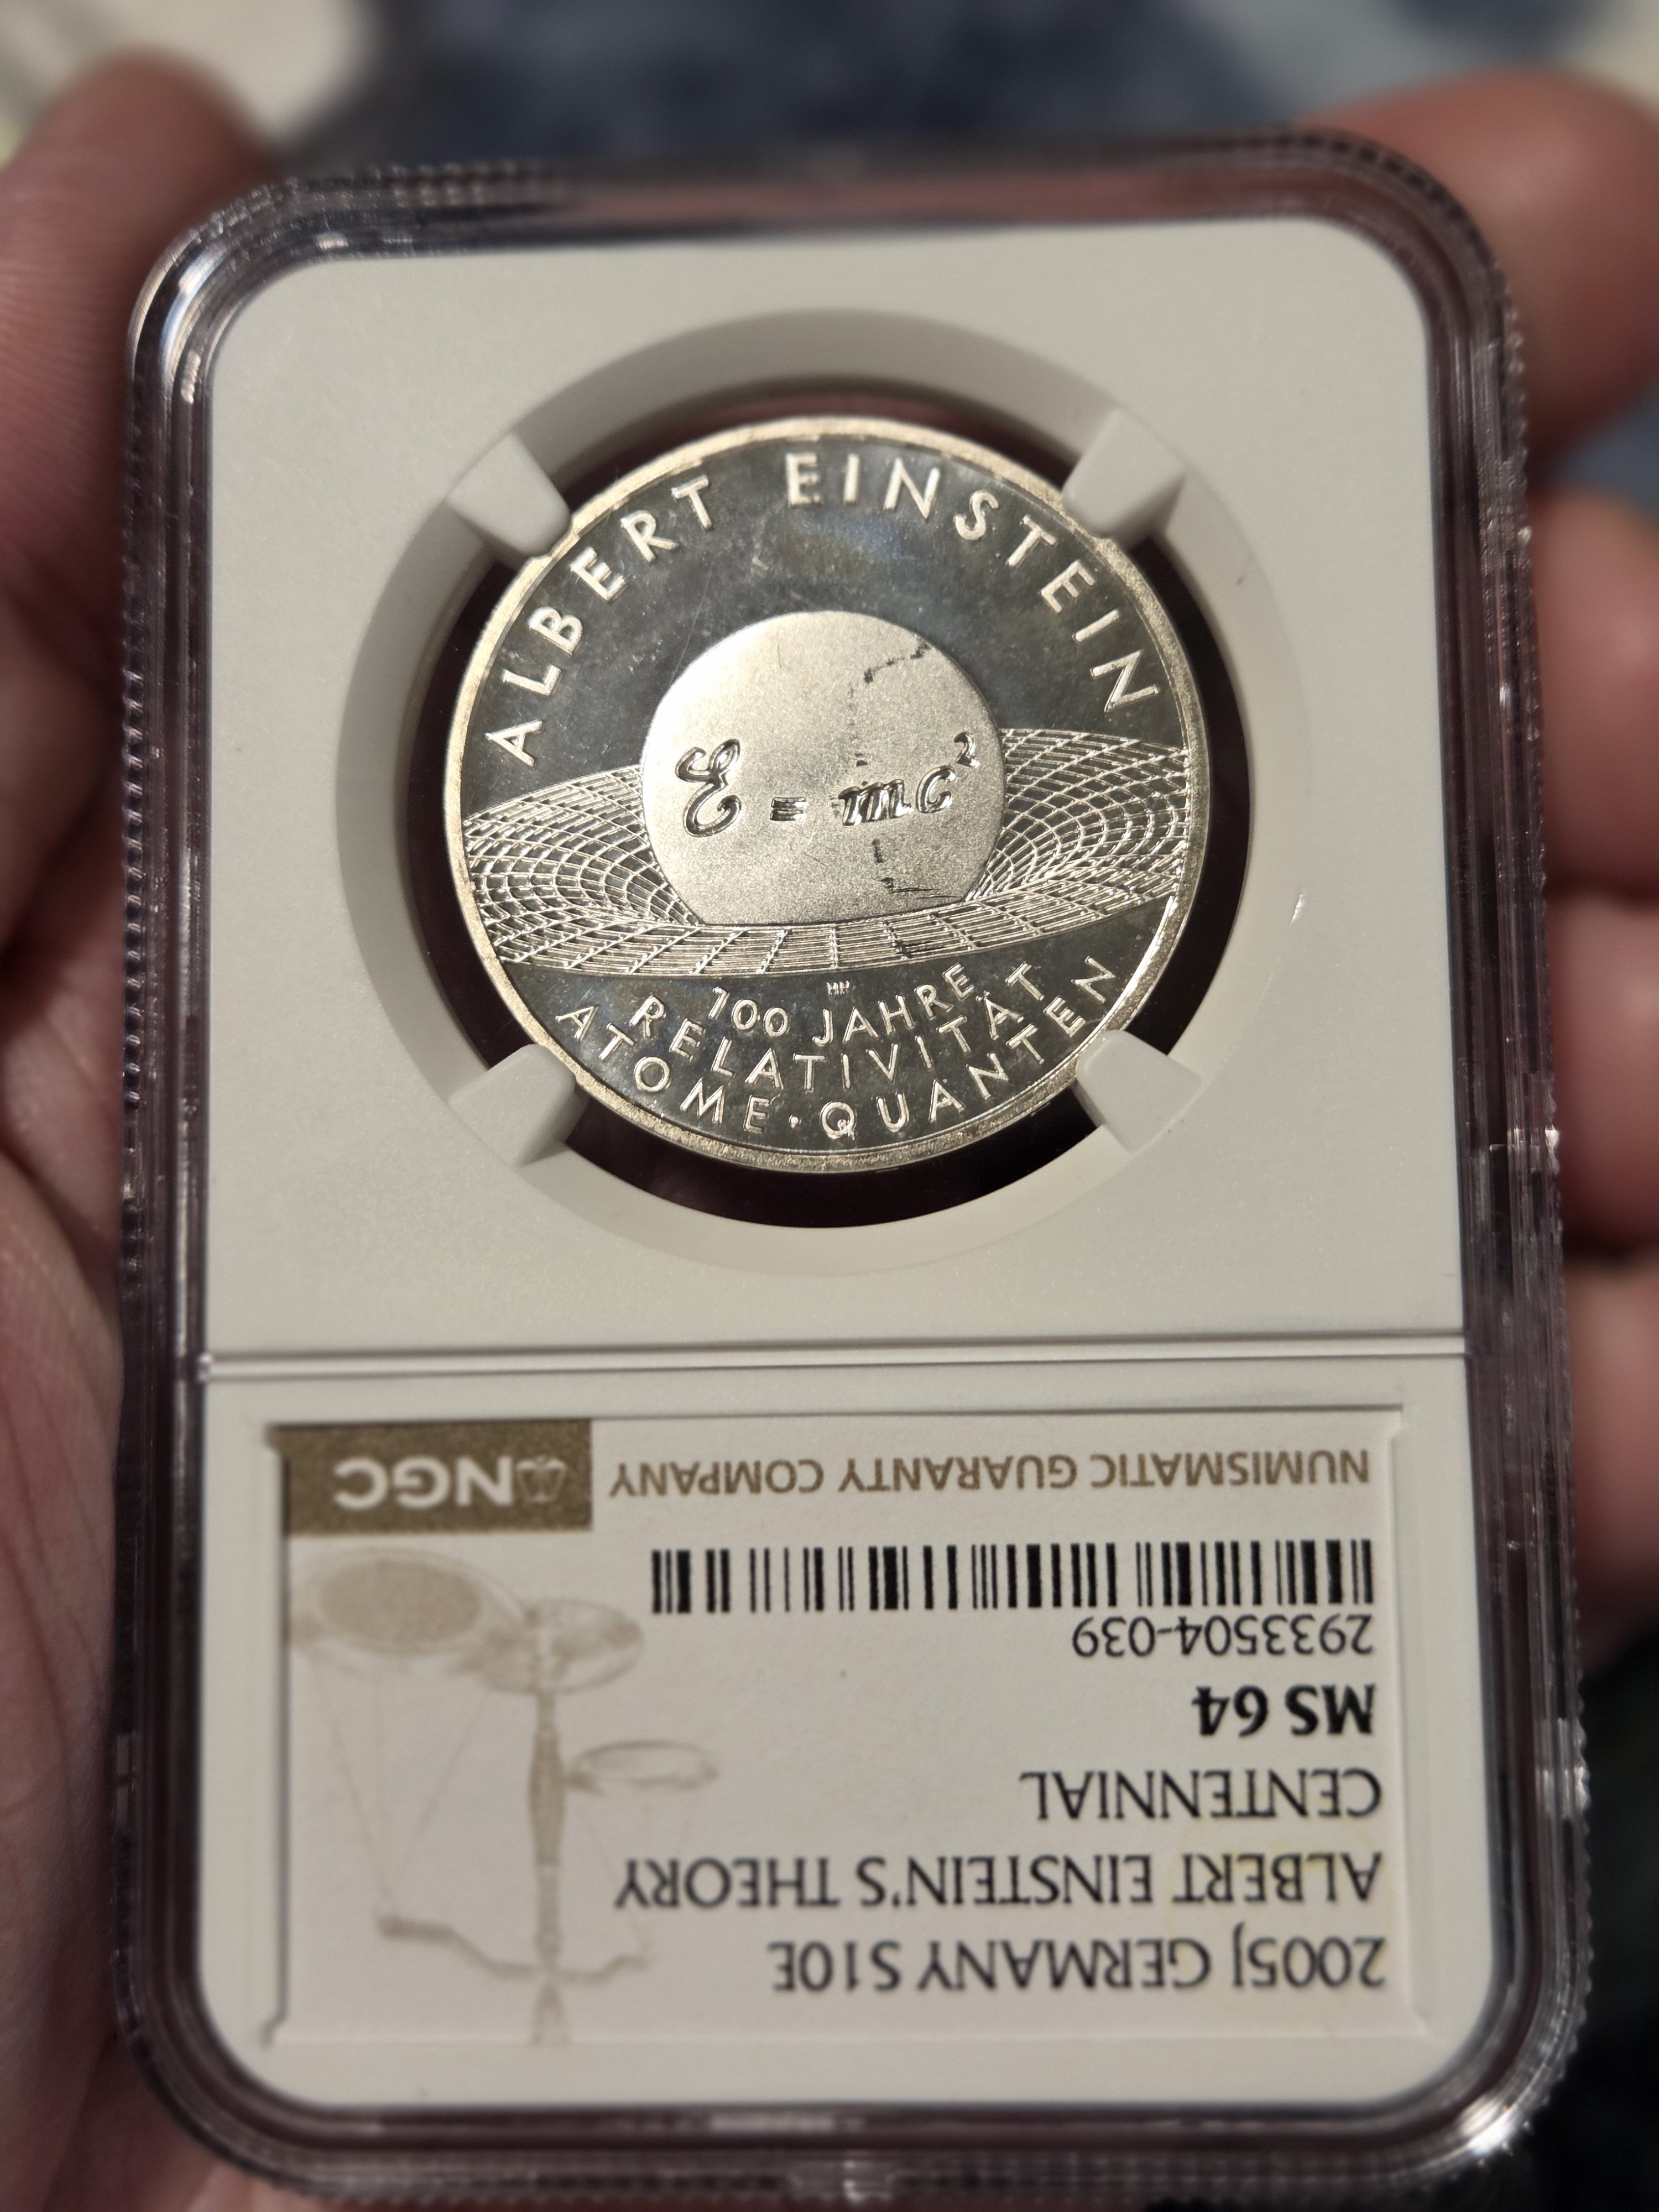 ALBERT EINSTEIN
E = mc²
100 JAHRE
RELATIVITÄT
ATOME · QUANTEN
2005J GERMANY S10E
ALBERT EINSTEIN'S THEORY
CENTENNIAL
MS 64
2933504-039
NUMISMATIC GUARANTY COMPANY NGC